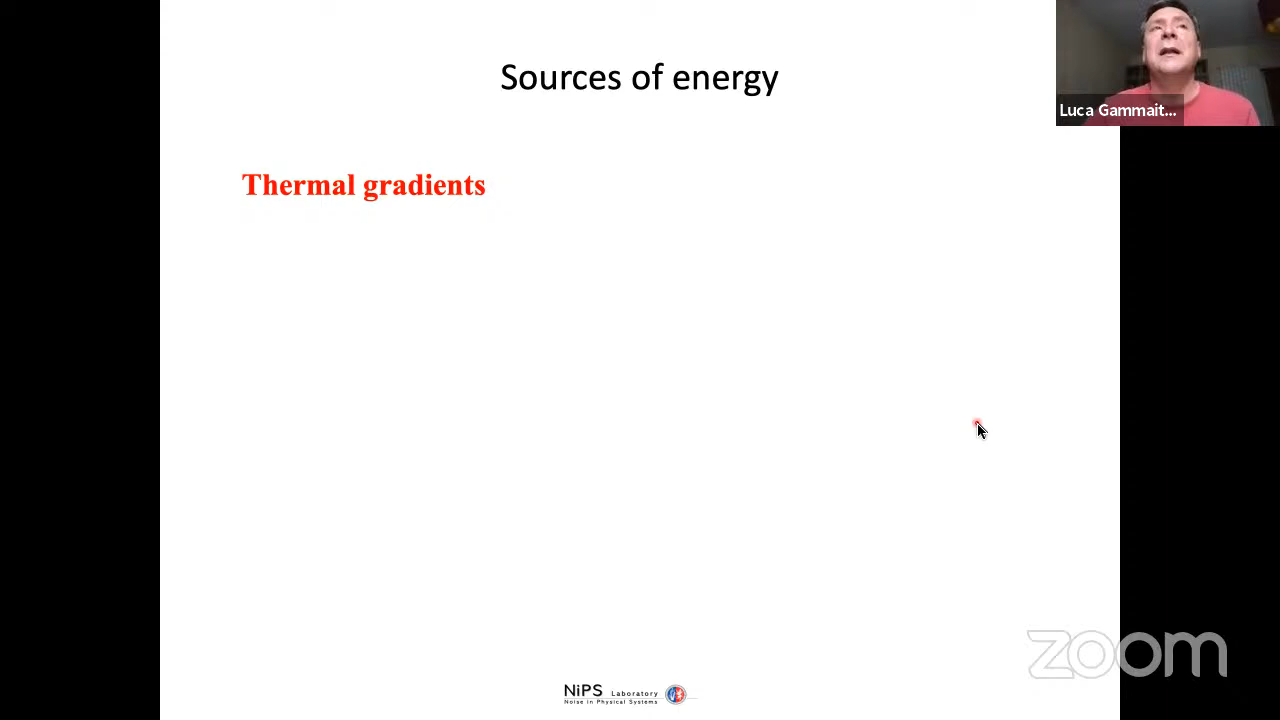 Sources of energy
Luca Gammait...
Thermal gradients
zoom
NiPS Laboratory
Noise in Physical Systems